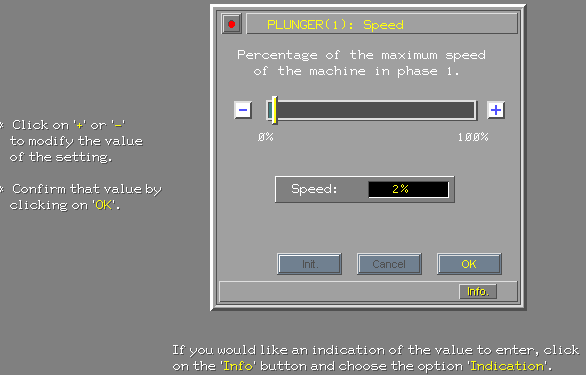 PLUNGER(1): Speed
Percentage of the maximum speed
of the machine in phase 1.
- +
0% 100%
* Click on '+' or '-'
to modify the value
of the setting.
* Confirm that value by
clicking on 'OK'.
Speed: 2%
Init. Cancel OK
Info.
If you would like an indication of the value to enter, click
on the 'Info' button and choose the option 'Indication'.